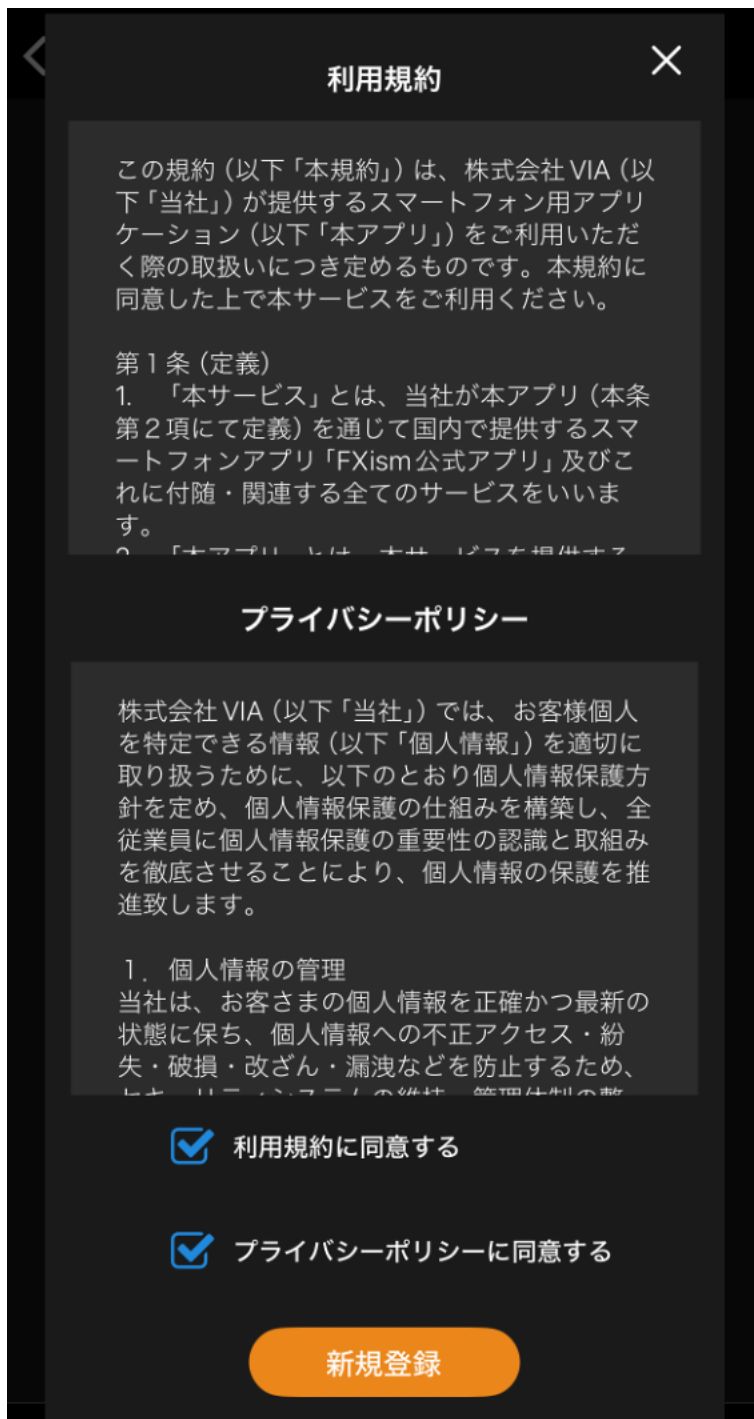 利用規約
この規約（以下「本規約」）は、株式会社VIA（以
下「当社」）が提供するスマートフォン用アプリ
ケーション（以下「本アプリ」）をご利用いただ
く際の取扱いにつき定めるものです。本規約に
同意した上で本サービスをご利用ください。
第1条（定義）
1.　「本サービス」とは、当社が本アプリ（本条
第2項にて定義）を通じて国内で提供するスマ
ートフォンアプリ「FXism公式アプリ」及びこ
れに付随・関連する全てのサービスをいいま
す。
プライバシーポリシー
株式会社VIA（以下「当社」）では、お客様個人
を特定できる情報（以下「個人情報」）を適切に
取り扱うために、以下のとおり個人情報保護方
針を定め、個人情報保護の仕組みを構築し、全
従業員に個人情報保護の重要性の認識と取組み
を徹底させることにより、個人情報の保護を推
進致します。
１．個人情報の管理
当社は、お客さまの個人情報を正確かつ最新の
状態に保ち、個人情報への不正アクセス・紛
失・破損・改ざん・漏洩などを防止するため、
利用規約に同意する
プライバシーポリシーに同意する
新規登録